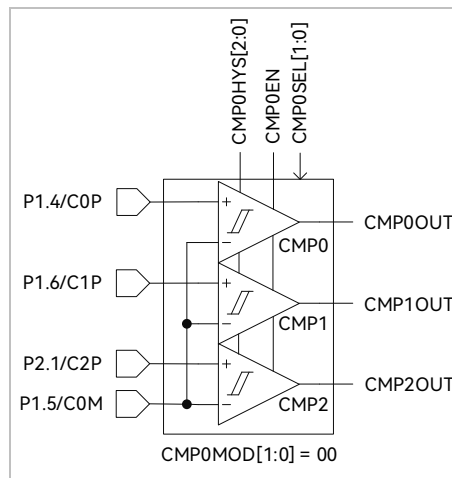 CMP0HYS[2:0]
CMP0EN
CMP0SEL[1:0]
P1.4/C0P
+
−
CMP0
CMP0OUT
P1.6/C1P
+
−
CMP1
CMP1OUT
P2.1/C2P
+
P1.5/C0M
−
CMP2
CMP2OUT
CMP0MOD[1:0] = 00